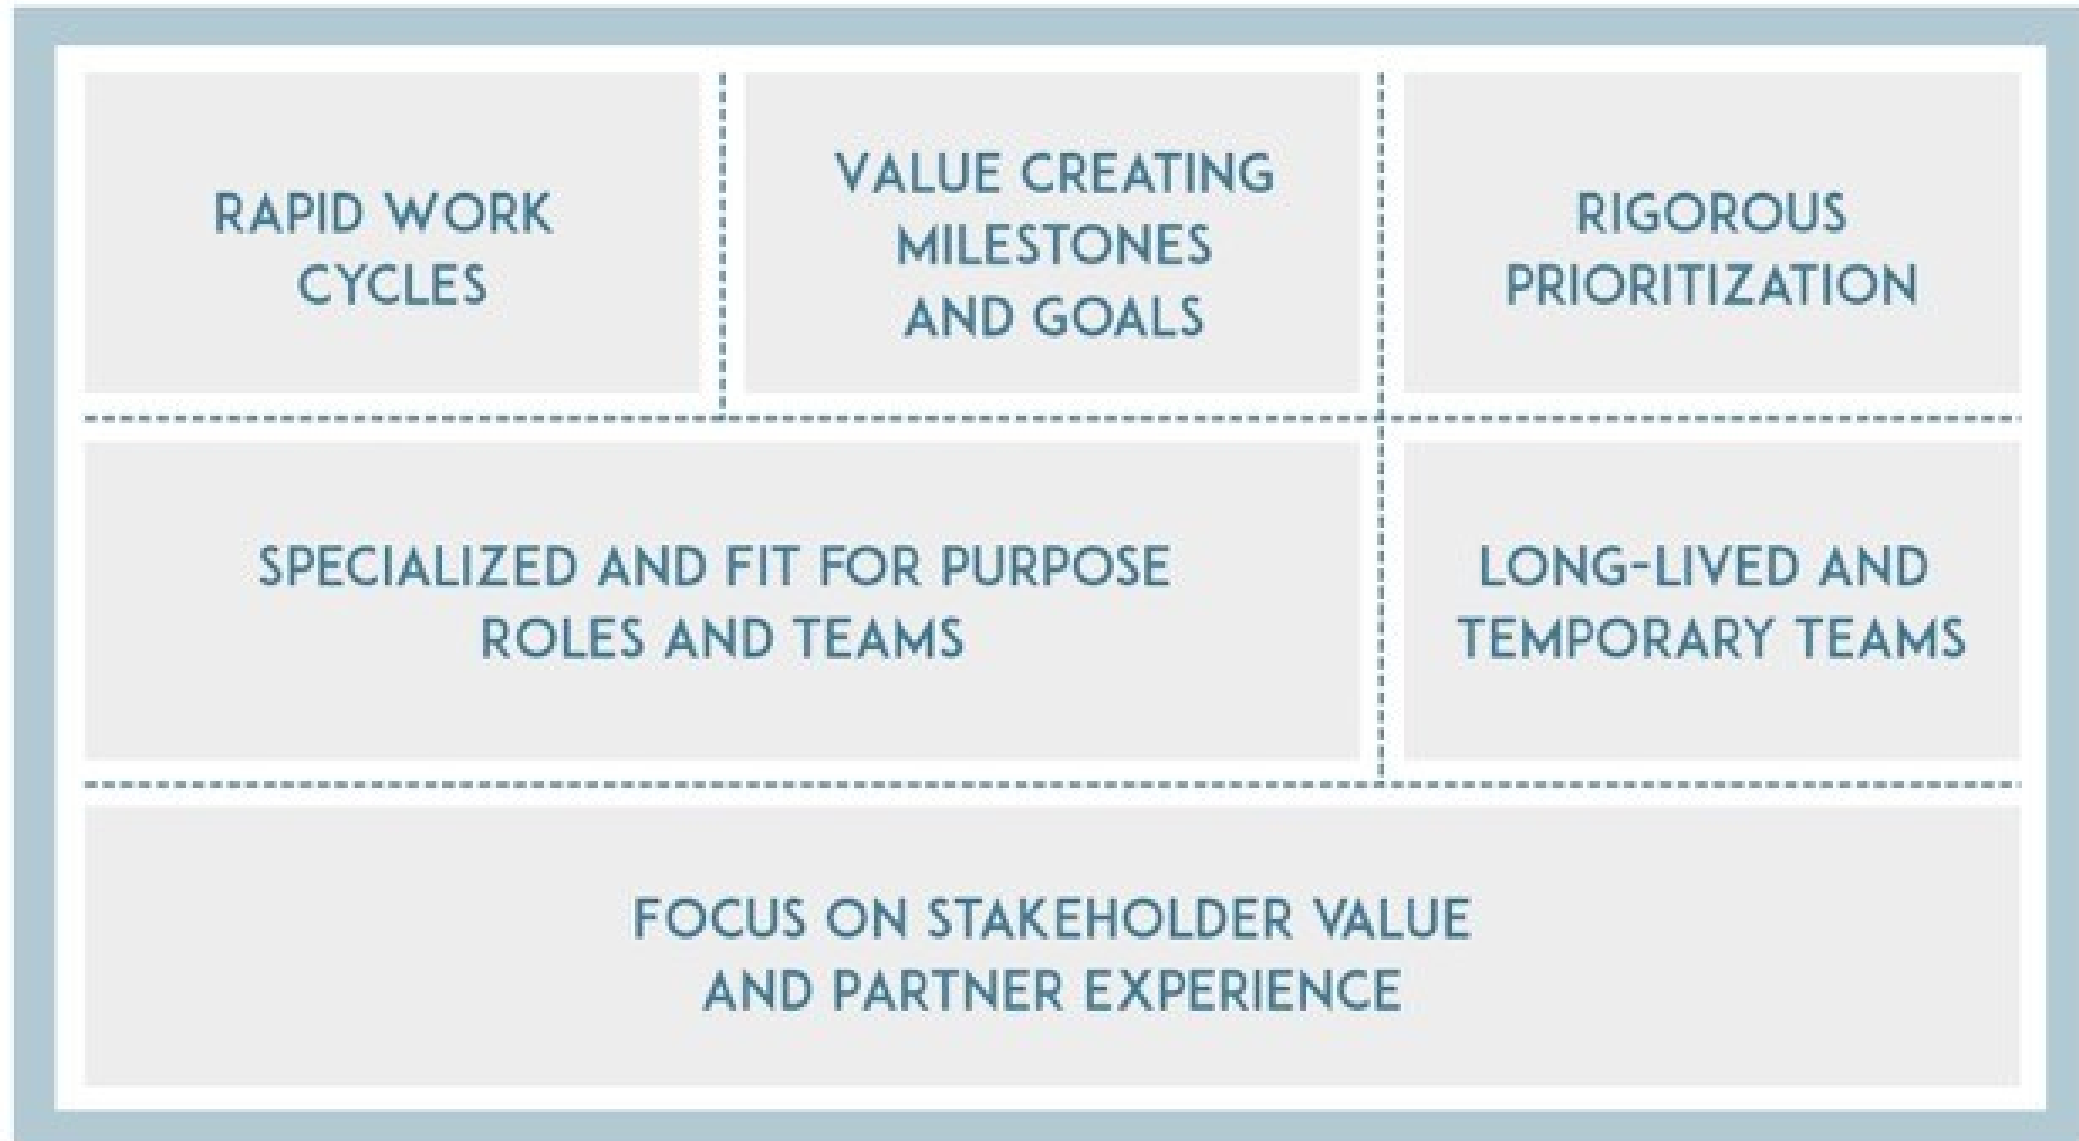 RAPID WORK
CYCLES
VALUE CREATING
MILESTONES
AND GOALS
RIGOROUS
PRIORITIZATION
SPECIALIZED AND FIT FOR PURPOSE
ROLES AND TEAMS
LONG-LIVED AND
TEMPORARY TEAMS
FOCUS ON STAKEHOLDER VALUE
AND PARTNER EXPERIENCE